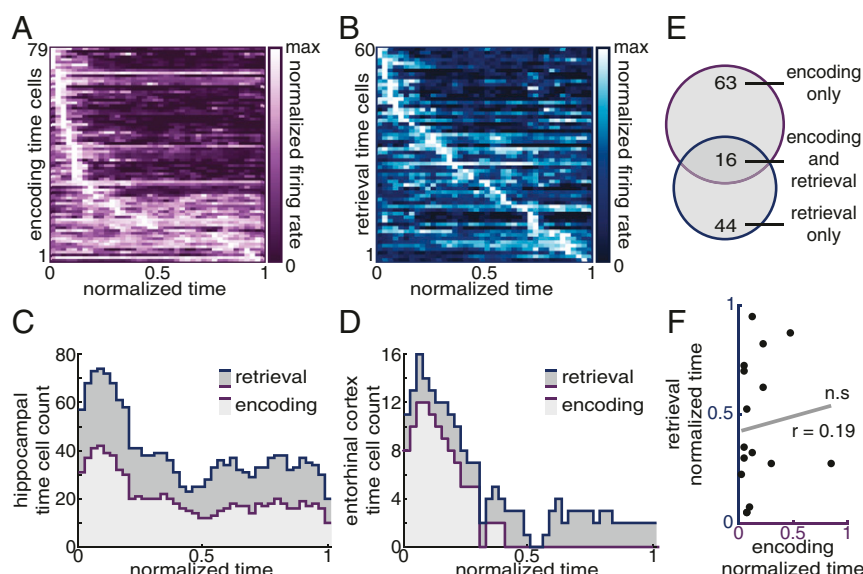 A
79
encoding time cells
1
0
0.5
1
normalized time
max
normalized firing rate
0
B
60
retrieval time cells
1
0
0.5
1
normalized time
max
normalized firing rate
0
E
63
encoding
only
16
encoding
and
retrieval
44
retrieval
only
C
hippocampal
time cell count
80
60
40
20
0
0
0.5
1
normalized time
retrieval
encoding
D
entorhinal cortex
time cell count
16
12
8
4
0
0
0.5
1
normalized time
retrieval
encoding
F
retrieval
normalized time
1
0.5
0
n.s
r = 0.19
0
0.5
1
encoding
normalized time